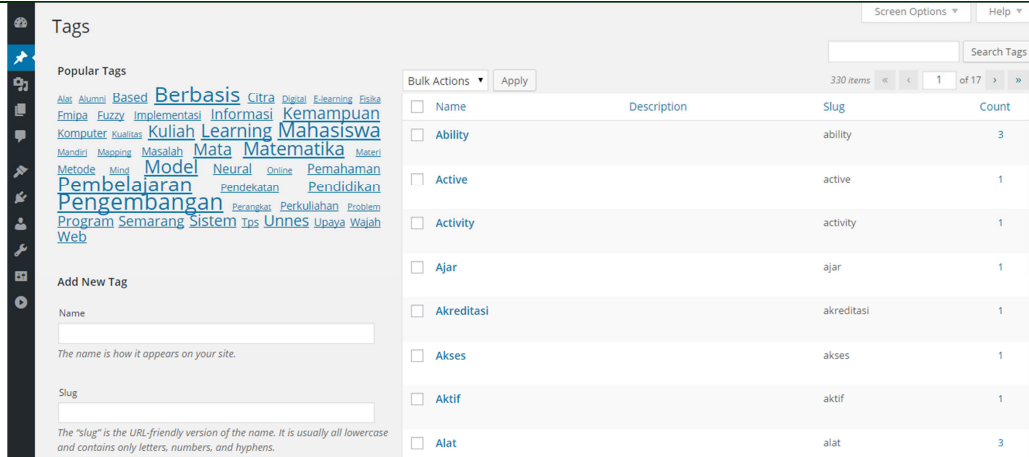 Screen Options ▼ Help ▼
Tags
Search Tags
Popular Tags
Alat Alumni Based Berbasis Citra Digital E-learning Fisika
Fmipa Fuzzy Implementasi Informasi Kemampuan
Komputer Kualitas Kuliah Learning Mahasiswa
Mandiri Mapping Masalah Mata Matematika Materi
Metode Mind Model Neural Online Pemahaman
Pembelajaran Pendekatan Pendidikan
Pengembangan Perangkat Perkuliahan Problem
Program Semarang Sistem Tps Unnes Upaya Wajah
Web
Add New Tag
Name
The name is how it appears on your site.
Slug
The "slug" is the URL-friendly version of the name. It is usually all lowercase
and contains only letters, numbers, and hyphens.
Bulk Actions ▼ Apply
330 items « ‹ 1 of 17 › »
Name Description Slug Count
Ability ability 3
Active active 1
Activity activity 1
Ajar ajar 1
Akreditasi akreditasi 1
Akses akses 1
Aktif aktif 1
Alat alat 3